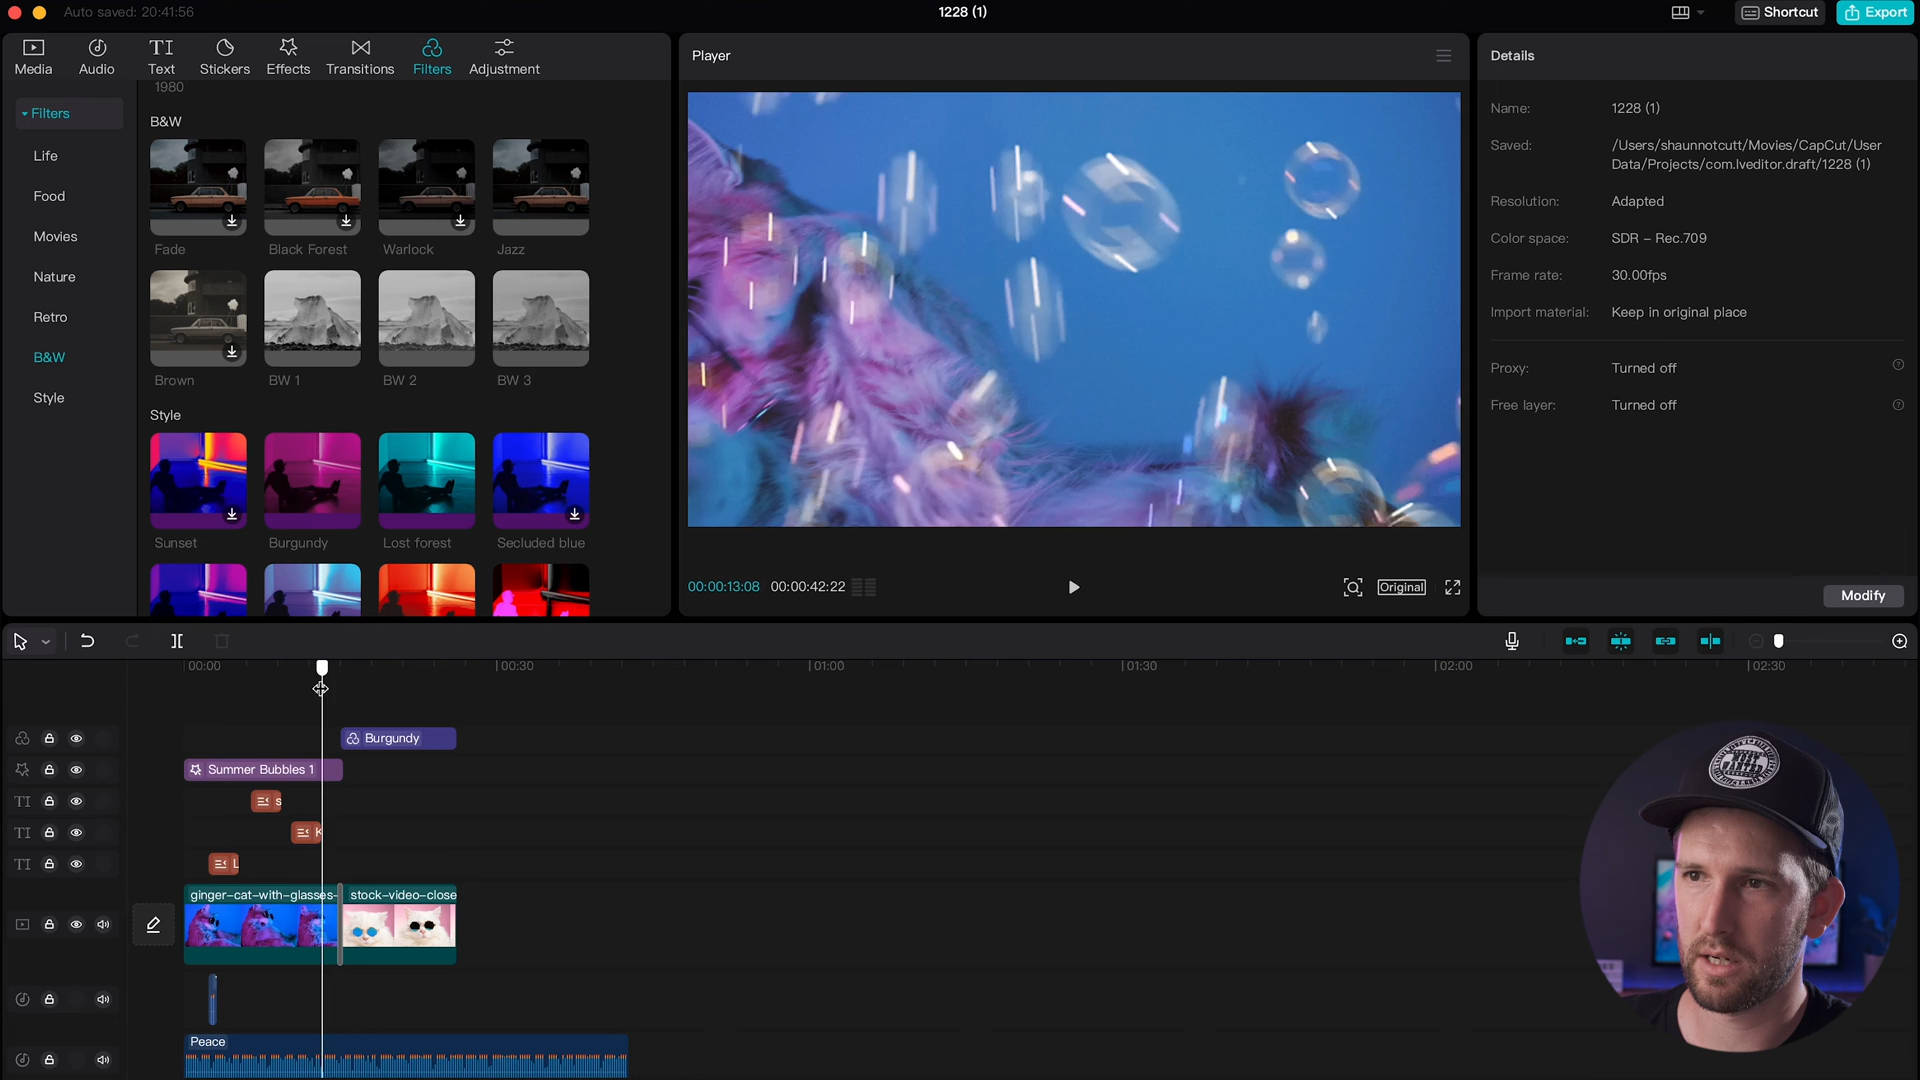 Auto saved: 20:41:56
1228 (1)
Shortcut
Export
Media
Audio
TI
Text
Stickers
Effects
Transitions
Filters
Adjustment
Player
Details
1980
Filters
Life
Food
Movies
Nature
Retro
B&W
Style
B&W
Fade
Black Forest
Warlock
Jazz
Brown
BW 1
BW 2
BW 3
Style
Sunset
Burgundy
Lost forest
Secluded blue
00:00:13:08 00:00:42:22
Original
Name: 1228 (1)
Saved: /Users/shaunnotcutt/Movies/CapCut/User
Data/Projects/com.lveditor.draft/1228 (1)
Resolution: Adapted
Color space: SDR – Rec.709
Frame rate: 30.00fps
Import material: Keep in original place
Proxy: Turned off
Free layer: Turned off
Modify
00:00
00:30
01:00
01:30
02:00
02:30
Burgundy
Summer Bubbles 1
TI
s
TI
K
TI
L
ginger-cat-with-glasses-
stock-video-close
Peace
MOST
WANTED